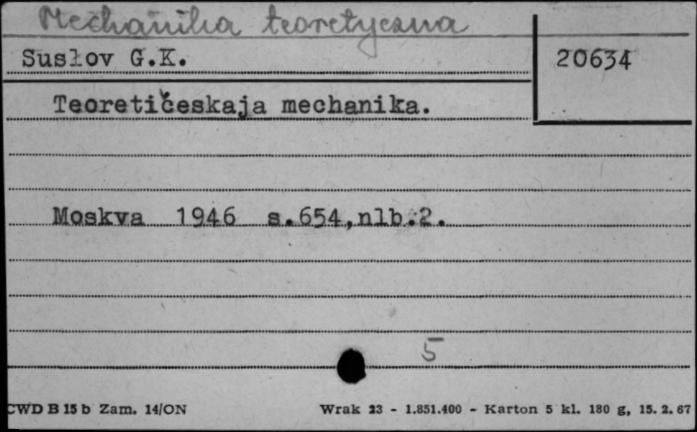 Mechanika teoretyczna
Susłov G.K.
20634
Teoretičeskaja mechanika.
Moskva 1946 s.654,nlb.2.
5
CWD B 15 b Zam. 14/ON
Wrak 23 - 1.851.400 - Karton 5 kl. 180 g, 15. 2. 67